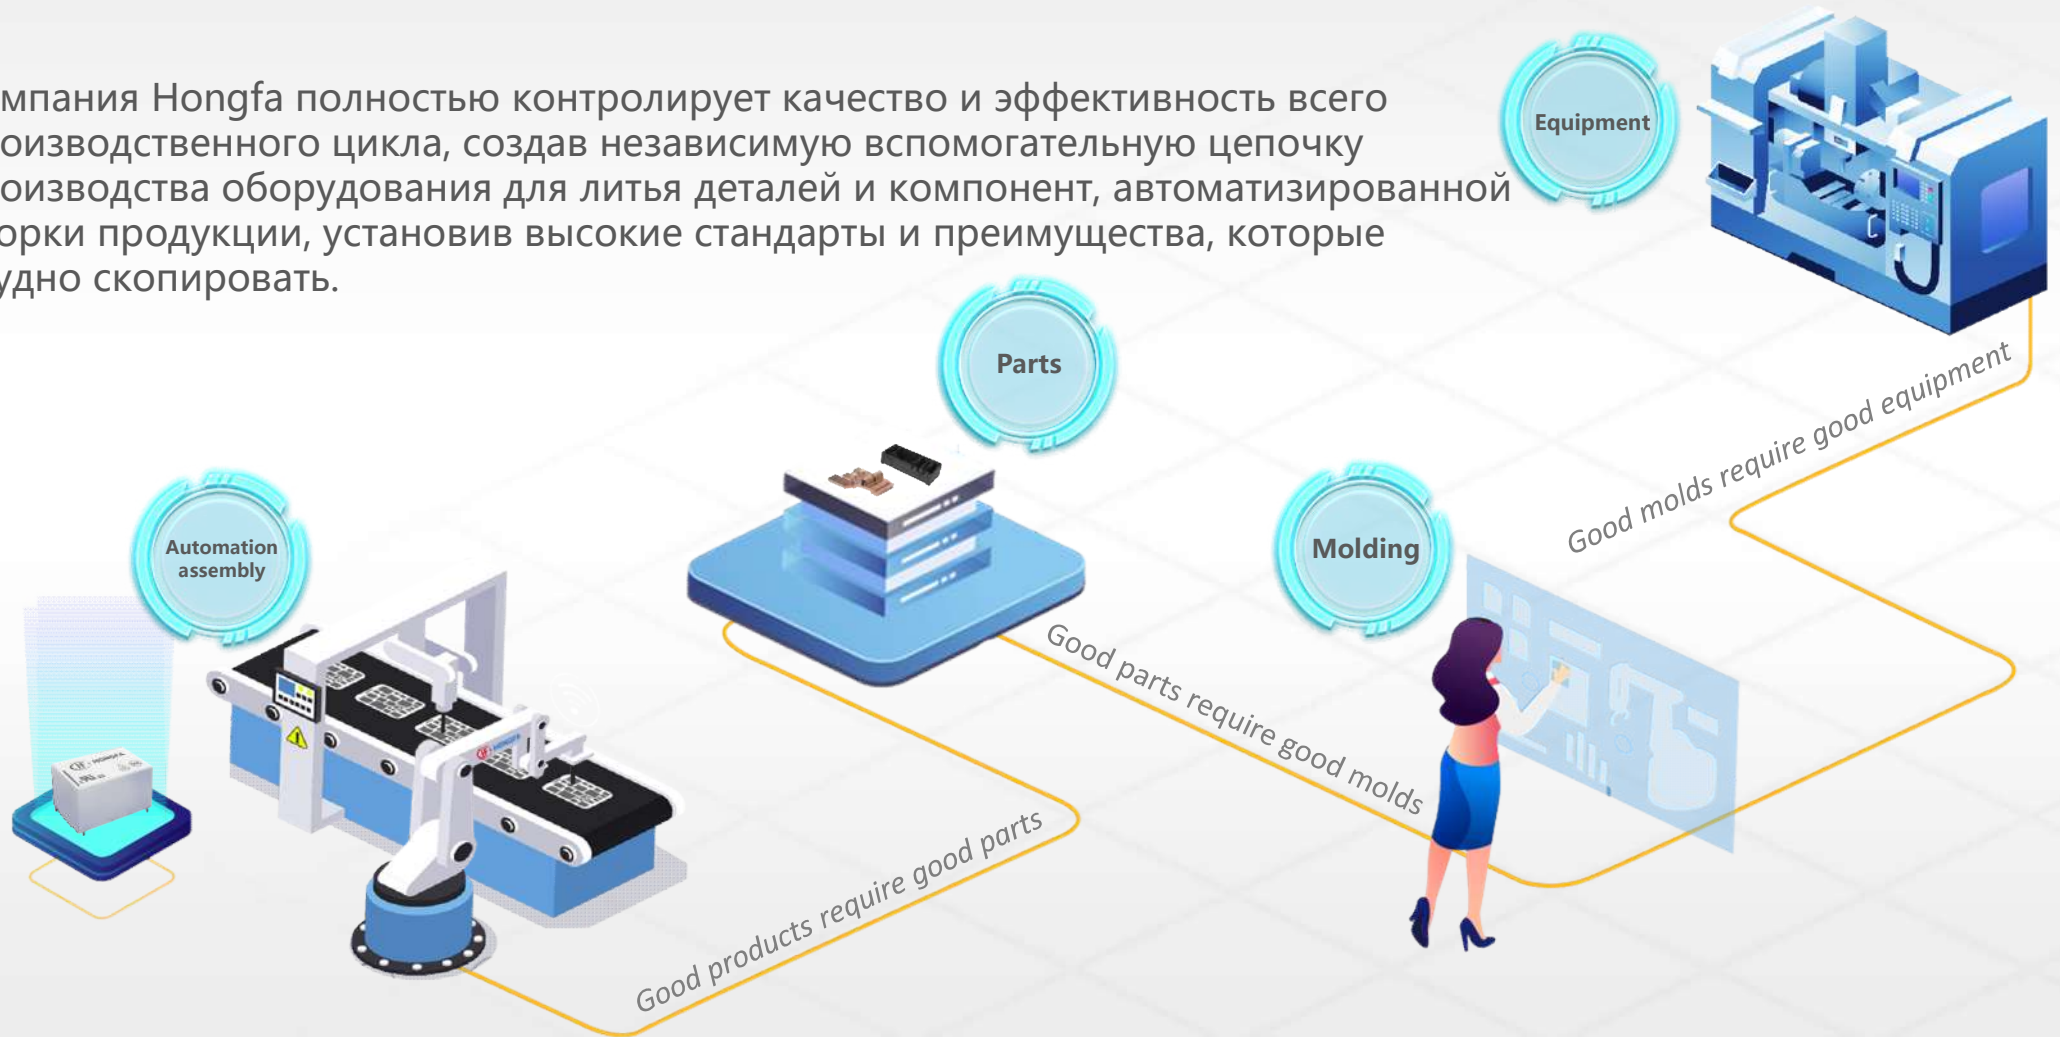 мпания Hongfa полностью контролирует качество и эффективность всего
оизводственного цикла, создав независимую вспомогательную цепочку
оизводства оборудования для литья деталей и компонент, автоматизированной
орки продукции, установив высокие стандарты и преимущества, которые
удно скопировать.
Equipment
Parts
Good molds require good equipment
Automation
assembly
Molding
Good parts require good molds
HONGFA
HONGFA
Good products require good parts